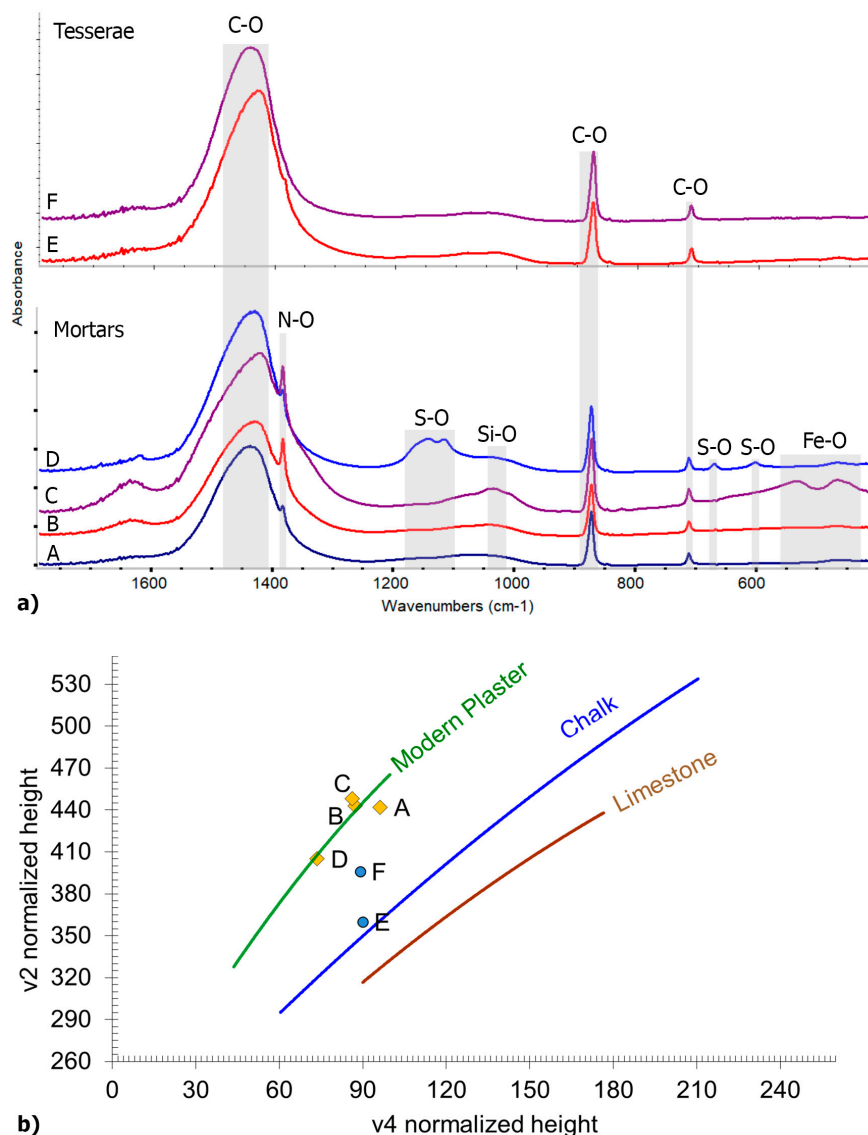 Tesserae
C-O
C-O
C-O
F
E
Absorbance
Mortars
N-O
S-O
Si-O
S-O
S-O
Fe-O
D
C
B
A
1600
1400
1200
1000
800
600
Wavenumbers (cm-1)
a)
530
500
470
440
410
380
350
320
290
260
v2 normalized height
Modern Plaster
Chalk
Limestone
C
B
A
D
F
E
0
30
60
90
120
150
180
210
240
v4 normalized height
b)